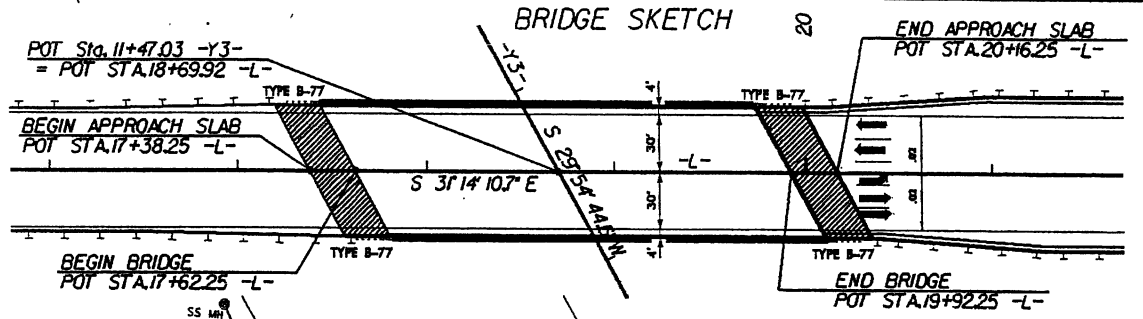 BRIDGE SKETCH
20
POT Sta. 11+47.03 -Y3-
= POT STA.18+69.92 -L-
END APPROACH SLAB
POT STA.20+16.25 -L-
-Y3-
TYPE B-77
TYPE B-77
4'
BEGIN APPROACH SLAB
POT STA.17+38.25 -L-
30'
-L-
.02
S 31° 14' 10.7" E
S 29° 54'
30'
.02
4'
TYPE B-77
TYPE B-77
BEGIN BRIDGE
POT STA.17+62.25 -L-
END BRIDGE
POT STA.19+92.25 -L-
SS MH